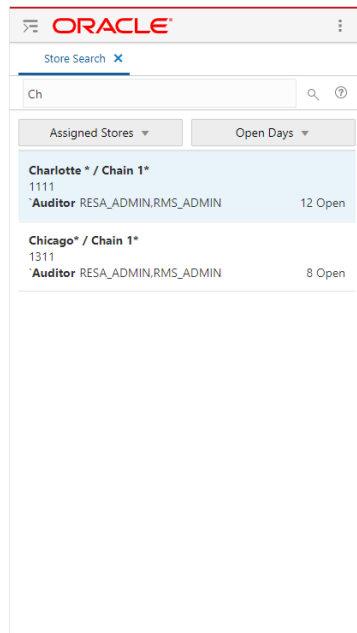 ORACLE
Store Search
Ch
Assigned Stores
Open Days
Charlotte * / Chain 1*
1111
`Auditor RESA_ADMIN,RMS_ADMIN 12 Open
Chicago* / Chain 1*
1311
`Auditor RESA_ADMIN,RMS_ADMIN 8 Open